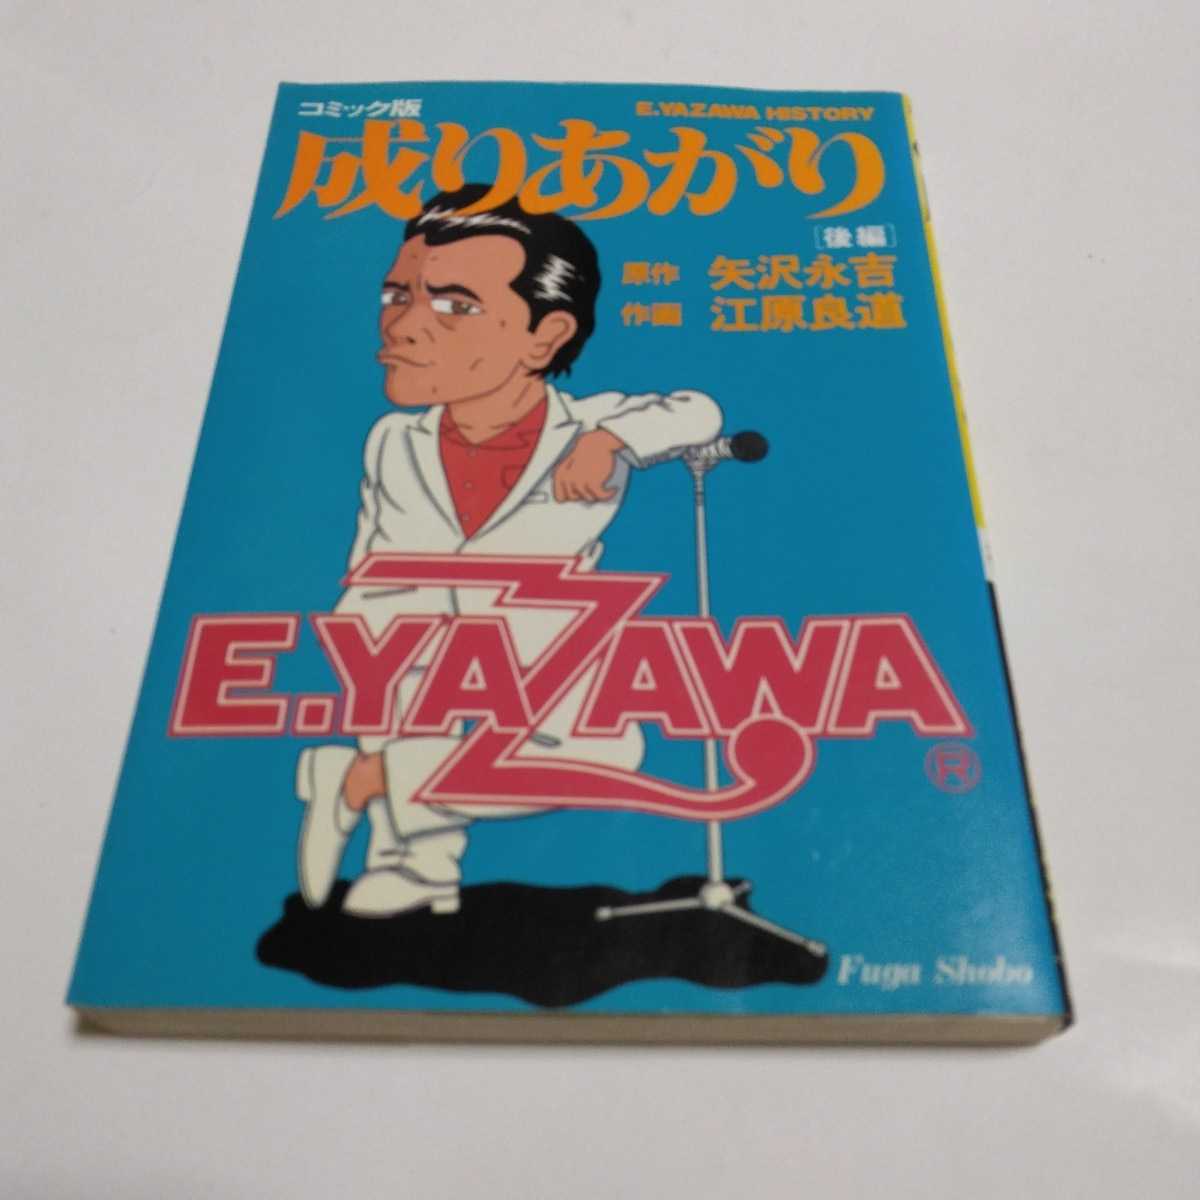 コミック版
E.YAZAWA HISTORY
成りあがり
[後編]
原作 矢沢永吉
作画 江原良道
E.YAZAWA
®
Fuga Shobo